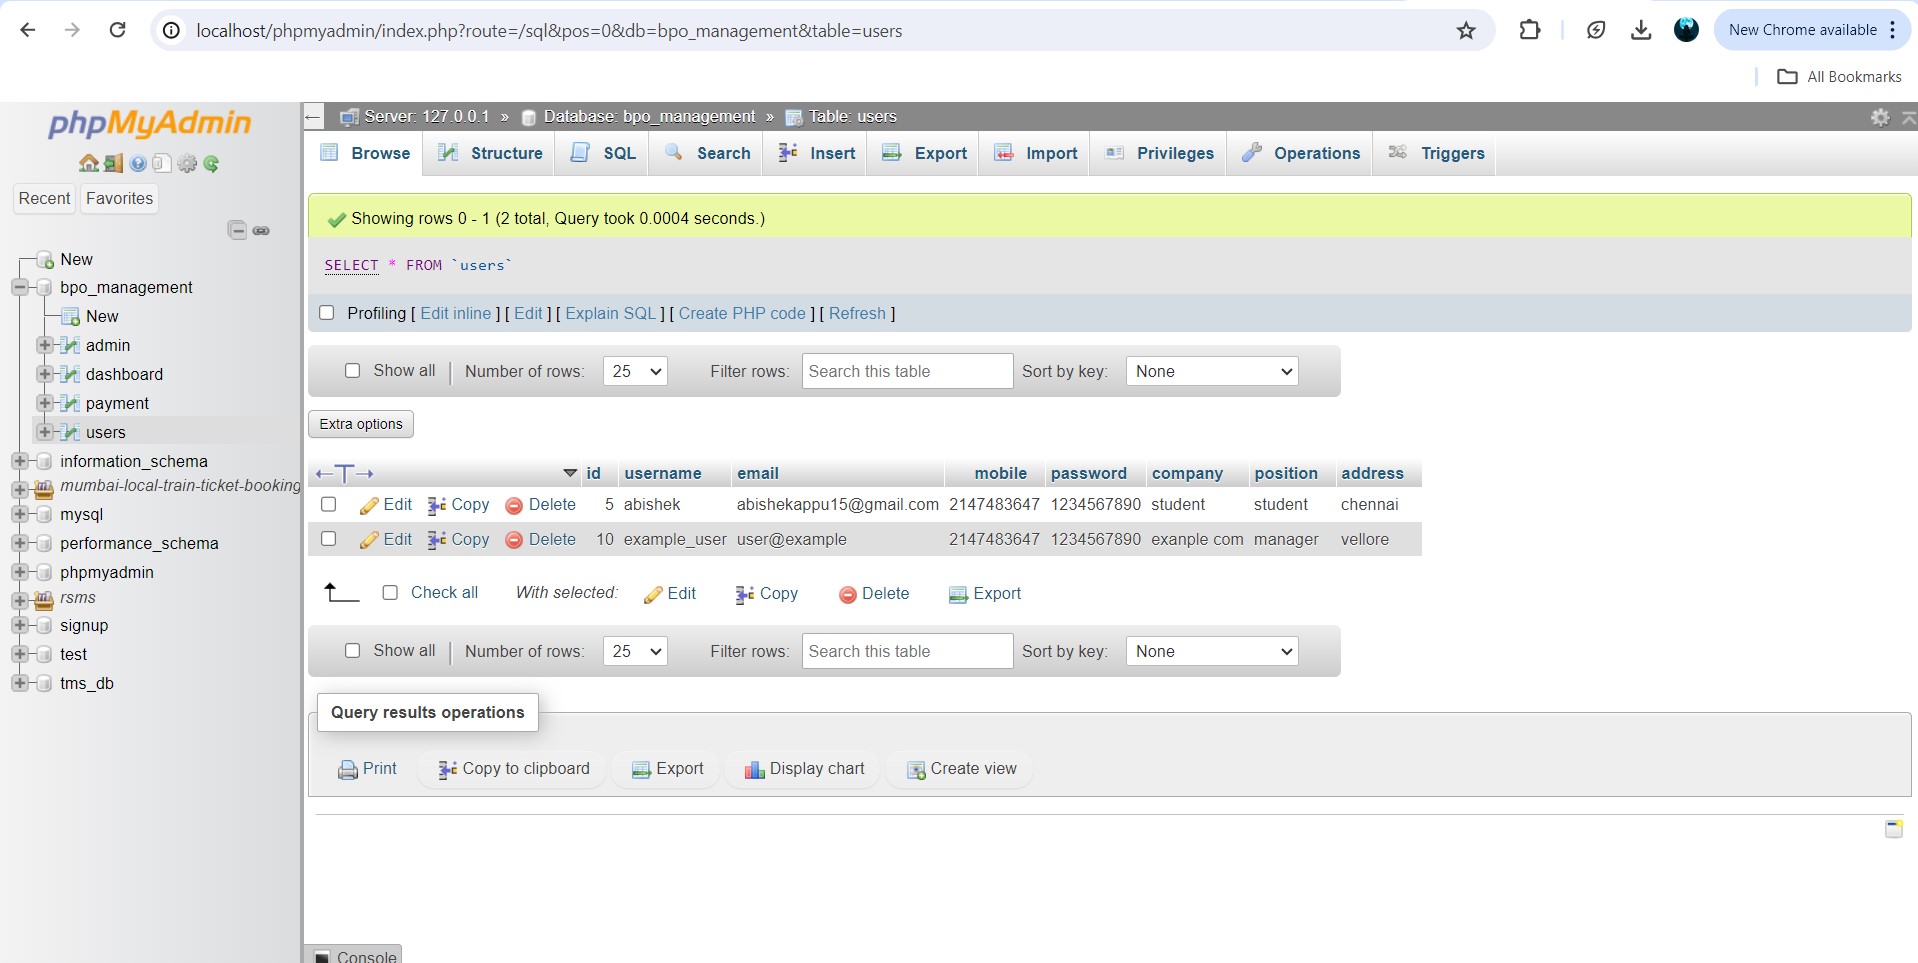 localhost/phpmyadmin/index.php?route=/sql&pos=0&db=bpo_management&table=users
New Chrome available
All Bookmarks
phpMyAdmin
Recent Favorites
New
bpo_management
New
admin
dashboard
payment
users
information_schema
mumbai-local-train-ticket-booking
mysql
performance_schema
phpmyadmin
rsms
signup
test
tms_db
Server: 127.0.0.1 » Database: bpo_management » Table: users
Browse Structure SQL Search Insert Export Import Privileges Operations Triggers
Showing rows 0 - 1 (2 total, Query took 0.0004 seconds.)
SELECT * FROM `users`
Profiling [ Edit inline ] [ Edit ] [ Explain SQL ] [ Create PHP code ] [ Refresh ]
Show all Number of rows: 25 Filter rows: Search this table Sort by key: None
Extra options
←T→ id username email mobile password company position address
Edit Copy Delete 5 abishek abishekappu15@gmail.com 2147483647 1234567890 student student chennai
Edit Copy Delete 10 example_user user@example 2147483647 1234567890 exanple com manager vellore
Check all With selected: Edit Copy Delete Export
Show all Number of rows: 25 Filter rows: Search this table Sort by key: None
Query results operations
Print Copy to clipboard Export Display chart Create view
Console